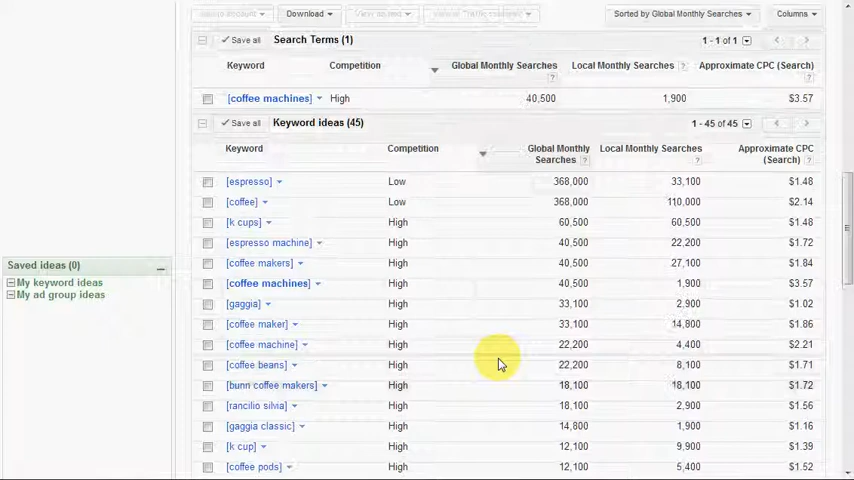 Download Sorted by Global Monthly Searches Columns
Save all Search Terms (1) 1 - 1 of 1
Keyword Competition Global Monthly Searches ? Local Monthly Searches ? Approximate CPC (Search) ?
[coffee machines] High 40,500 1,900 $3.57
Save all Keyword ideas (45) 1 - 45 of 45
Keyword Competition Global Monthly Searches ? Local Monthly Searches ? Approximate CPC (Search) ?
[espresso] Low 368,000 33,100 $1.48
[coffee] Low 368,000 110,000 $2.14
[k cups] High 60,500 60,500 $1.48
[espresso machine] High 40,500 22,200 $1.72
[coffee makers] High 40,500 27,100 $1.84
Saved ideas (0)
My keyword ideas
My ad group ideas
[coffee machines] High 40,500 1,900 $3.57
[gaggia] High 33,100 2,900 $1.02
[coffee maker] High 33,100 14,800 $1.86
[coffee machine] High 22,200 4,400 $2.21
[coffee beans] High 22,200 8,100 $1.71
[bunn coffee makers] High 18,100 18,100 $1.72
[rancilio silvia] High 18,100 2,900 $1.56
[gaggia classic] High 14,800 1,900 $1.16
[k cup] High 12,100 9,900 $1.39
[coffee pods] High 12,100 5,400 $1.52